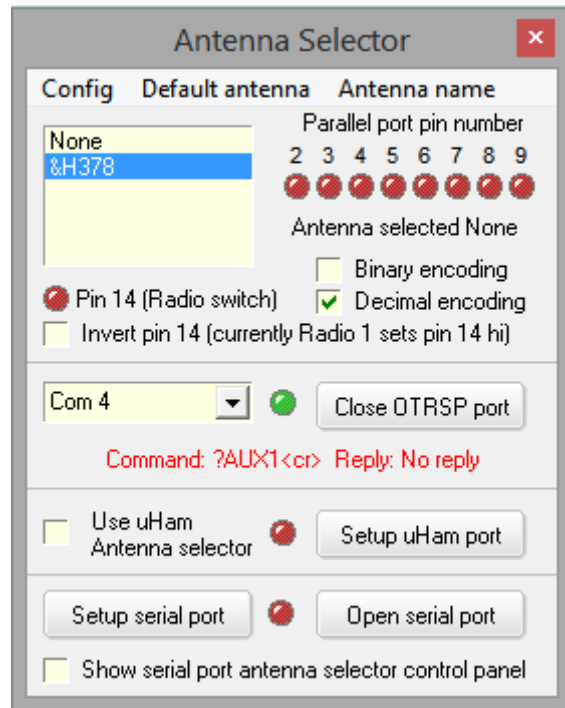 Antenna Selector
Config Default antenna Antenna name
None
&H378
Parallel port pin number
2 3 4 5 6 7 8 9
Antenna selected None
Binary encoding
Pin 14 (Radio switch)
Decimal encoding
Invert pin 14 (currently Radio 1 sets pin 14 hi)
Com 4
Close OTRSP port
Command: ?AUX1<cr> Reply: No reply
Use uHam
Antenna selector
Setup uHam port
Setup serial port
Open serial port
Show serial port antenna selector control panel